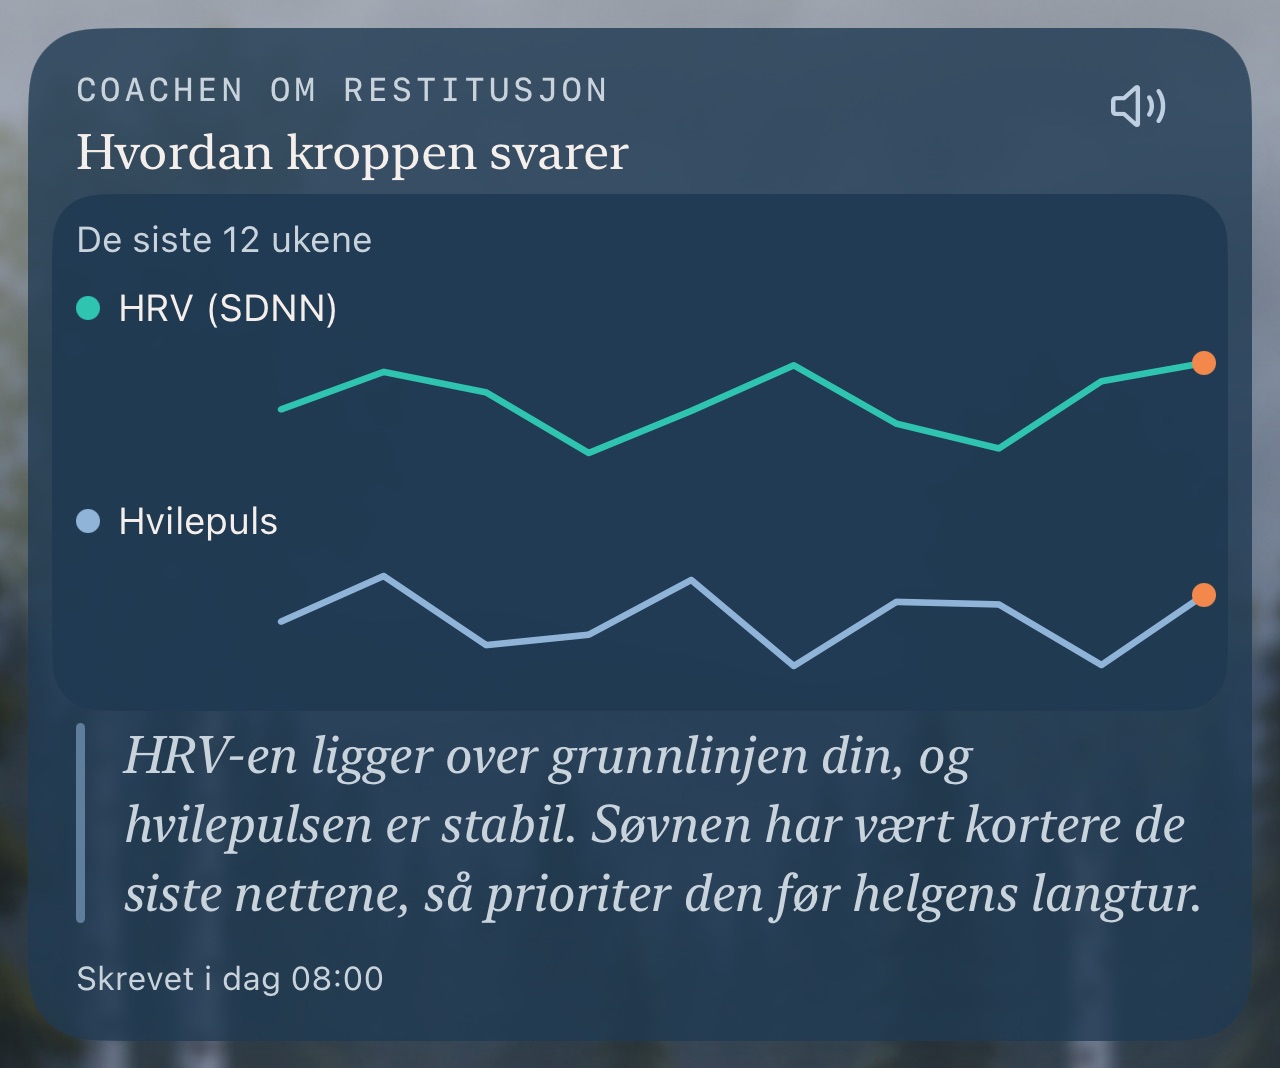 COACHEN OM RESTITUSJON
Hvordan kroppen svarer
De siste 12 ukene
HRV (SDNN)
Hvilepuls
HRV-en ligger over grunnlinjen din, og
hvilepulsen er stabil. Søvnen har vært kortere de
siste nettene, så prioriter den før helgens langtur.
Skrevet i dag 08:00